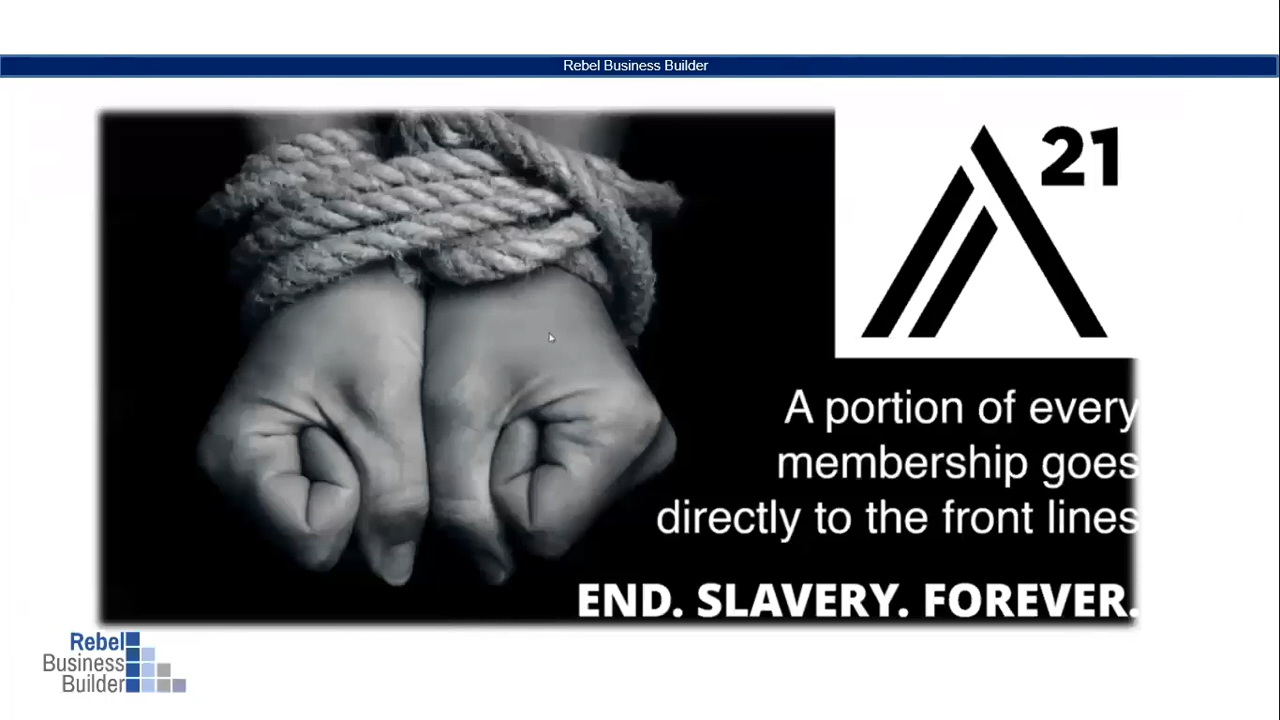 Rebel Business Builder
21
A portion of every
membership goes
directly to the front lines
END. SLAVERY. FOREVER.
Rebel
Business
Builder